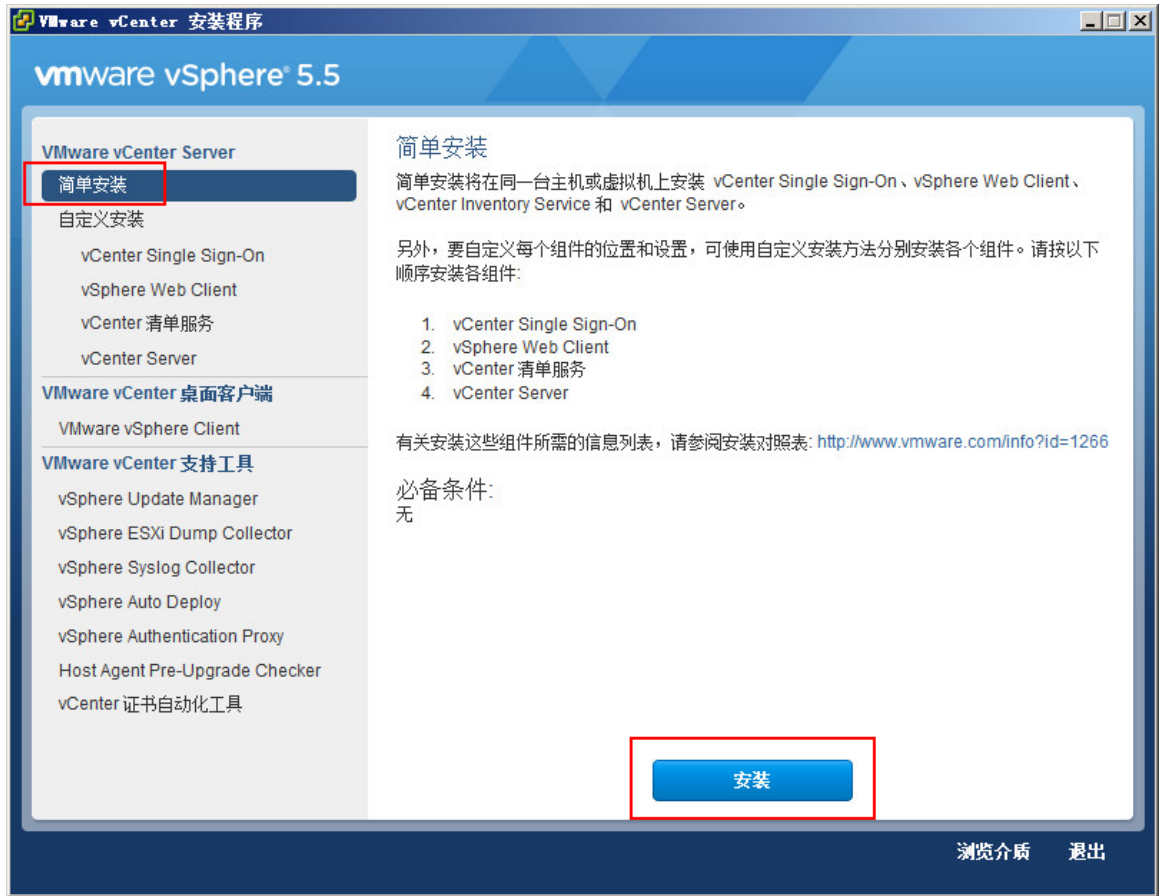 VMware vCenter 安装程序
vmware vSphere® 5.5
VMware vCenter Server
简单安装
自定义安装
vCenter Single Sign-On
vSphere Web Client
vCenter 清单服务
vCenter Server
VMware vCenter 桌面客户端
VMware vSphere Client
VMware vCenter 支持工具
vSphere Update Manager
vSphere ESXi Dump Collector
vSphere Syslog Collector
vSphere Auto Deploy
vSphere Authentication Proxy
Host Agent Pre-Upgrade Checker
vCenter 证书自动化工具
简单安装
简单安装将在同一台主机或虚拟机上安装 vCenter Single Sign-On、vSphere Web Client、
vCenter Inventory Service 和 vCenter Server。
另外，要自定义每个组件的位置和设置，可使用自定义安装方法分别安装各个组件。请按以下
顺序安装各组件:
1. vCenter Single Sign-On
2. vSphere Web Client
3. vCenter 清单服务
4. vCenter Server
有关安装这些组件所需的信息列表，请参阅安装对照表: http://www.vmware.com/info?id=1266
必备条件:
无
安装
浏览介质 退出